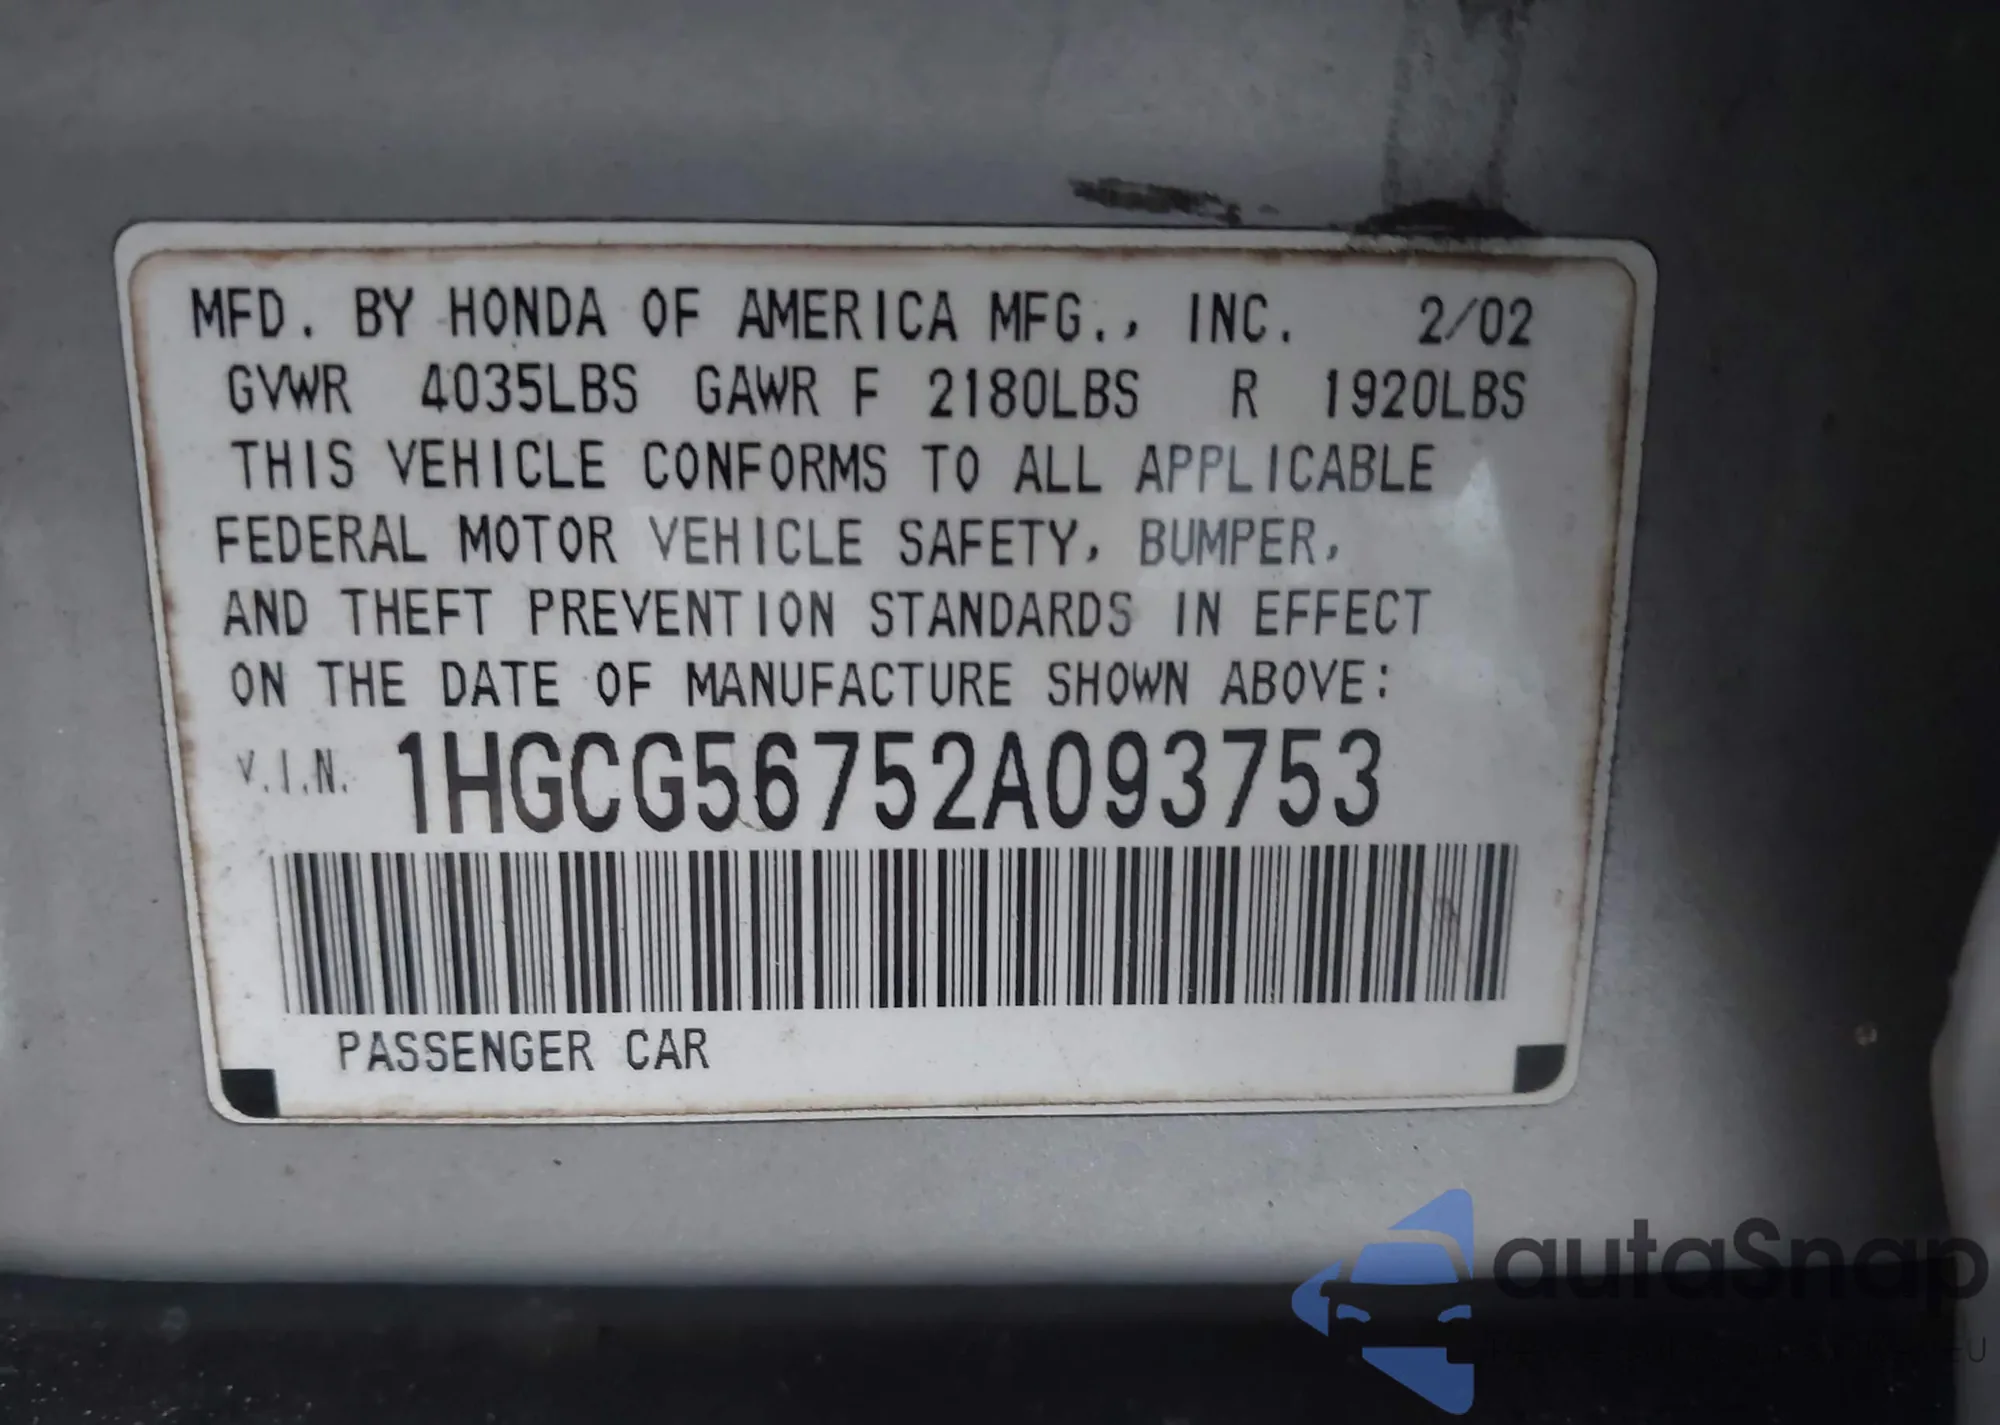 MFD. BY HONDA OF AMERICA MFG., INC. 2/02
GVWR 4035LBS GAWR F 2180LBS R 1920LBS
THIS VEHICLE CONFORMS TO ALL APPLICABLE
FEDERAL MOTOR VEHICLE SAFETY, BUMPER,
AND THEFT PREVENTION STANDARDS IN EFFECT
ON THE DATE OF MANUFACTURE SHOWN ABOVE:
V.I.N. 1HGCG56752A093753
PASSENGER CAR
autaSnap